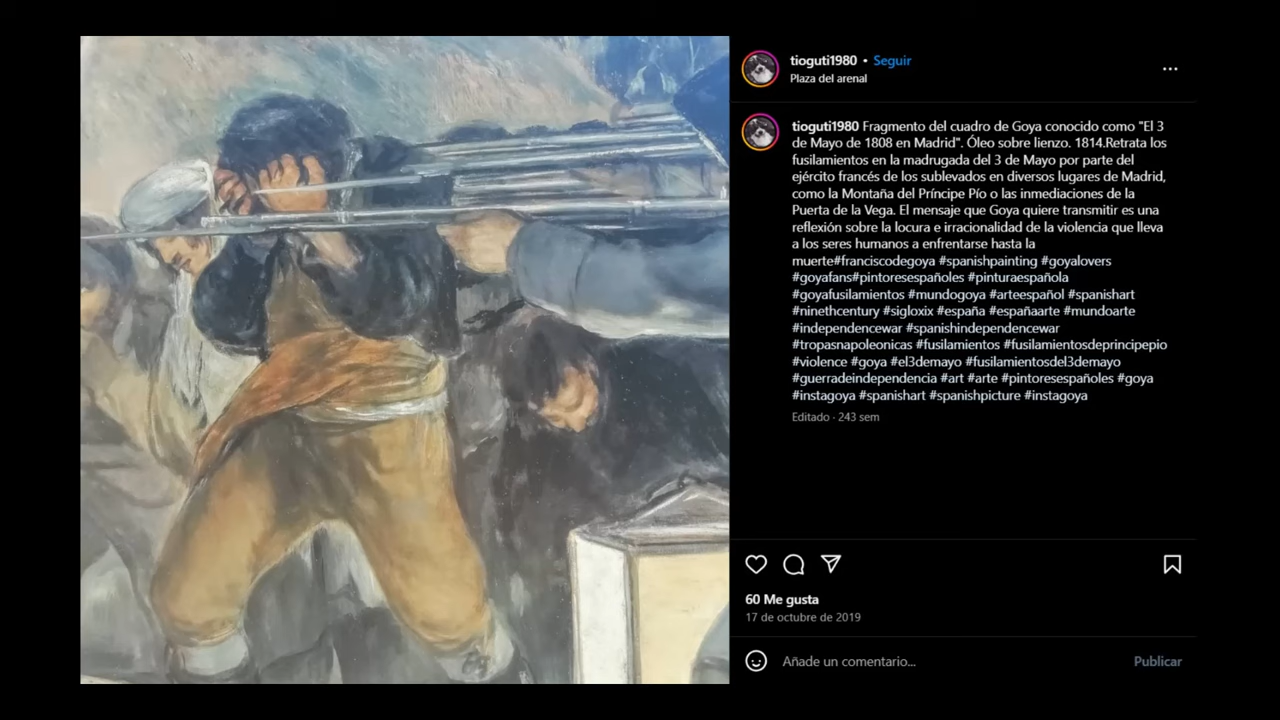 tioguti1980 • Seguir
Plaza del arenal
tioguti1980 Fragmento del cuadro de Goya conocido como "El 3
de Mayo de 1808 en Madrid". Óleo sobre lienzo. 1814.Retrata los
fusilamientos en la madrugada del 3 de Mayo por parte del
ejército francés de los sublevados en diversos lugares de Madrid,
como la Montaña del Príncipe Pío o las inmediaciones de la
Puerta de la Vega. El mensaje que Goya quiere transmitir es una
reflexión sobre la locura e irracionalidad de la violencia que lleva
a los seres humanos a enfrentarse hasta la
muerte#franciscodegoya #spanishpainting #goyalovers
#goyafans#pintoresespañoles #pinturaespañola
#goyafusilamientos #mundogoya #arteespañol #spanishart
#ninethcentury #sigloxix #españa #españaarte #mundoarte
#independencewar #spanishindependencewar
#tropasnapoleonicas #fusilamientos #fusilamientosdeprincipepio
#violence #goya #el3demayo #fusilamientosdel3demayo
#guerradeindependencia #art #arte #pintoresespañoles #goya
#instagoya #spanishart #spanishpicture #instagoya
Editado · 243 sem
60 Me gusta
17 de octubre de 2019
Añade un comentario... Publicar